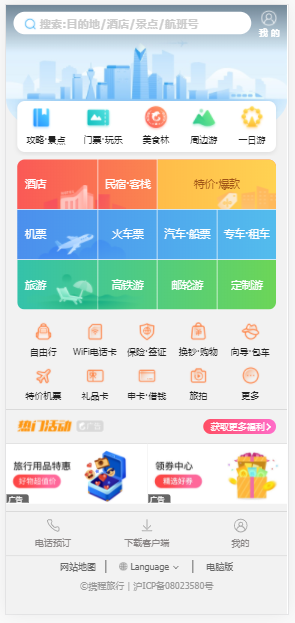 搜索:目的地/酒店/景点/航班号
我的
攻略·景点 门票·玩乐 美食林 周边游 一日游
酒店 民宿·客栈 特价·爆款
机票 火车票 汽车·船票 专车·租车
旅游 高铁游 邮轮游 定制游
自由行 WiFi电话卡 保险·签证 换钞·购物 向导·包车
特价机票 礼品卡 申卡·借钱 旅拍 更多
热门活动 广告 获取更多福利>
旅行用品特惠 领券中心
好物超值价 精选好券
广告 广告
电话预订 下载客户端 我的
网站地图 | Language | 电脑版
©携程旅行 | 沪ICP备08023580号